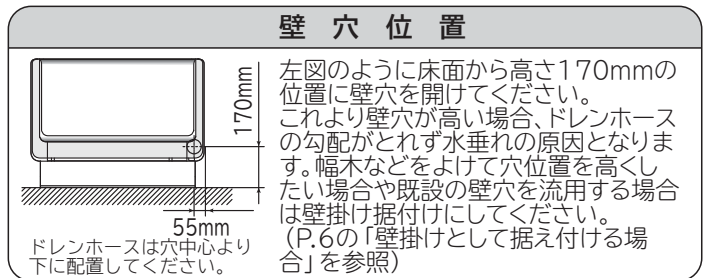 壁穴位置
170mm
55mm
ドレンホースは穴中心より
下に配置してください。
左図のように床面から高さ170mmの
位置に壁穴を開けてください。
これより壁穴が高い場合、ドレンホース
の勾配がとれず水垂れの原因となりま
す。幅木などをよけて穴位置を高くし
たい場合や既設の壁穴を流用する場合
は壁掛け据付けにしてください。
(P.6の「壁掛けとして据え付ける場
合」を参照)